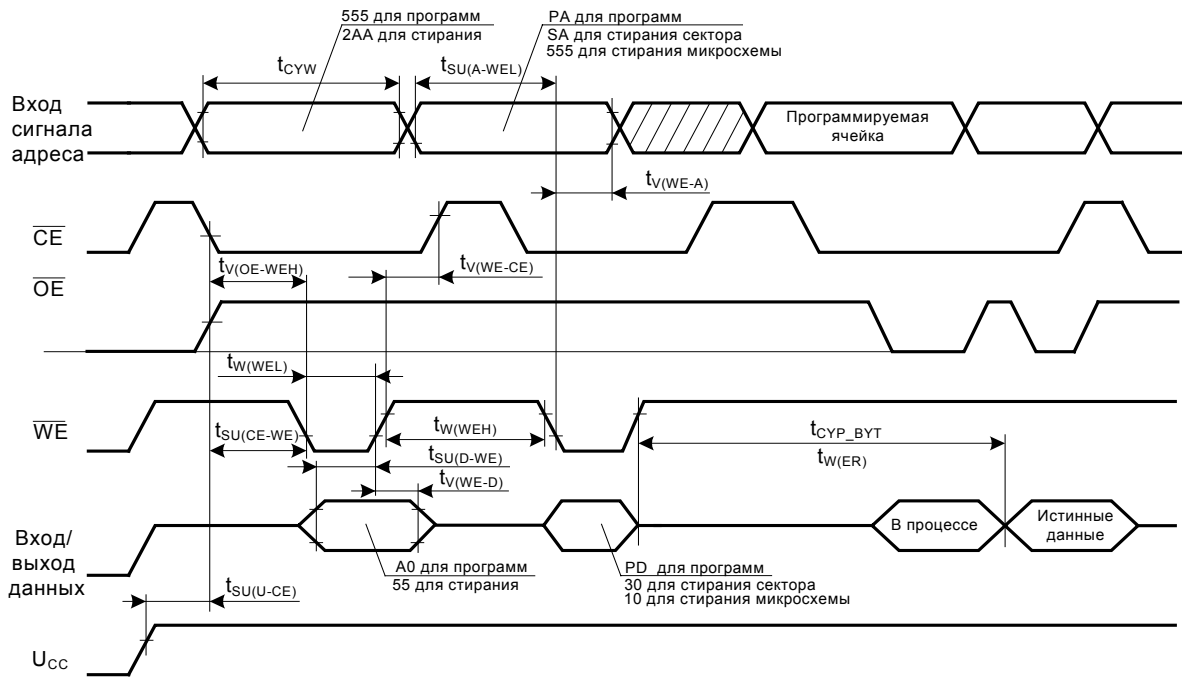 555 для программ
2AA для стирания
PA для программ
SA для стирания сектора
555 для стирания микросхемы
tCYW
tSU(A-WEL)
Вход
сигнала
адреса
Программируемая
ячейка
tV(WE-A)
CE
tV(OE-WEH)
tV(WE-CE)
OE
tW(WEL)
WE
tSU(CE-WE)
tW(WEH)
tCYP_BYT
tW(ER)
tSU(D-WE)
tV(WE-D)
Вход/
выход
данных
В процессе
Истинные
данные
A0 для программ
55 для стирания
PD для программ
30 для стирания сектора
10 для стирания микросхемы
tSU(U-CE)
UCC